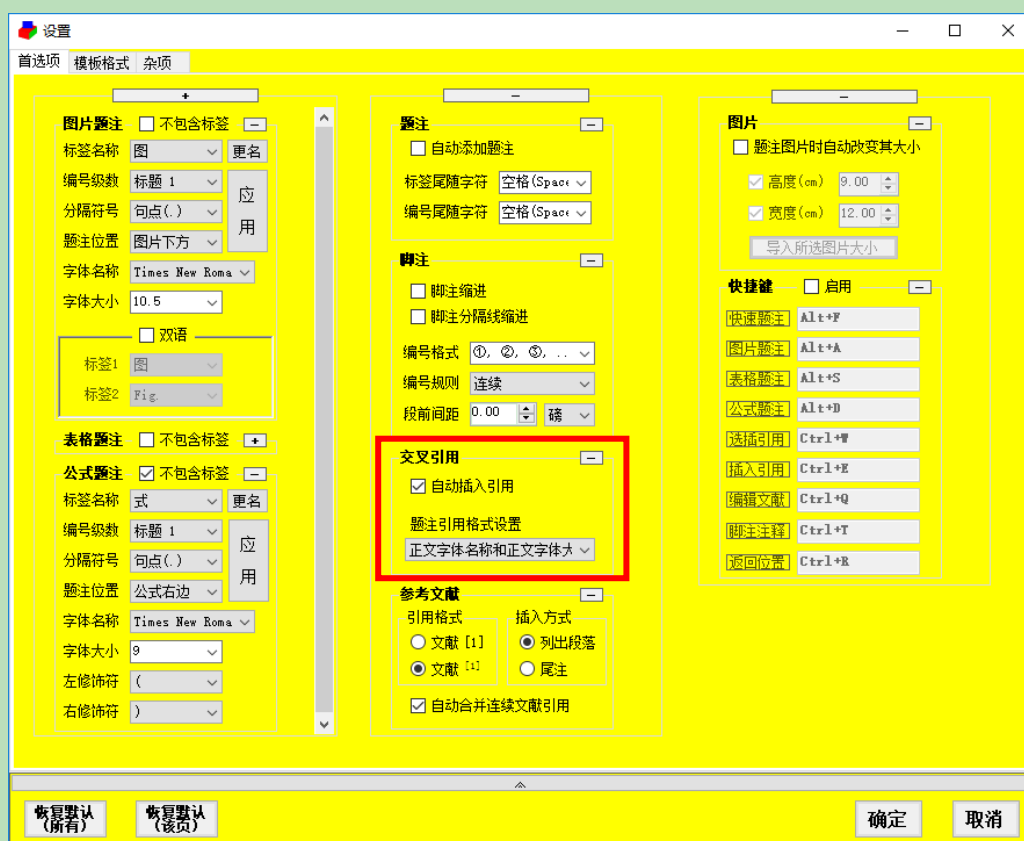 设置
首选项 模板格式 杂项
+
图片题注 不包含标签 -
标签名称 图 更名
编号级数 标题 1
应用
分隔符号 句点(.)
题注位置 图片下方
字体名称 Times New Roma
字体大小 10.5
双语
标签1 图
标签2 Fig.
表格题注 不包含标签 +
公式题注 不包含标签 -
标签名称 式 更名
编号级数 标题 1
应用
分隔符号 句点(.)
题注位置 公式右边
字体名称 Times New Roma
字体大小 9
左修饰符 (
右修饰符 )
-
题注 -
自动添加题注
标签尾随字符 空格(Space
编号尾随字符 空格(Space
脚注 -
脚注缩进
脚注分隔线缩进
编号格式 ①, ②, ③, ..
编号规则 连续
段前间距 0.00 磅
交叉引用 -
自动插入引用
题注引用格式设置
正文字体名称和正文字体大
参考文献 -
引用格式 插入方式
文献 [1] 列出段落
文献 [1] 尾注
自动合并连续文献引用
-
图片 -
题注图片时自动改变其大小
高度(cm) 9.00
宽度(cm) 12.00
导入所选图片大小
快捷键 启用 -
快速题注 Alt+F
图片题注 Alt+A
表格题注 Alt+S
公式题注 Alt+D
选插引用 Ctrl+W
插入引用 Ctrl+E
编辑文献 Ctrl+Q
脚注注释 Ctrl+T
返回位置 Ctrl+R
恢复默认 恢复默认
(所有) (该页)
确定 取消